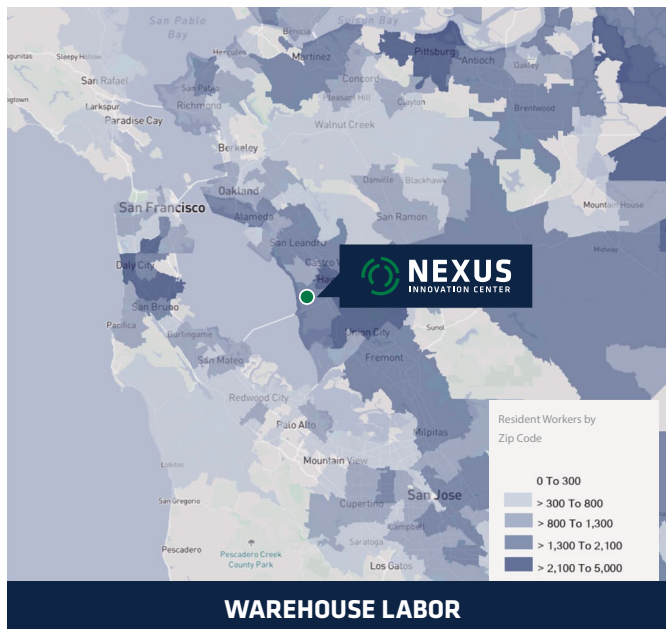 San Pablo
Bay
Suisun Bay
Benicia
Hercules
Martinez
Pittsburg
Antioch
Oakley
Sleepy Hollow
San Rafael
San Pablo
Richmond
Concord
Pleasant Hill
Clayton
Brentwood
Larkspur
Paradise Cay
Walnut Creek
Berkeley
Danville
Blackhawk
Oakland
San Francisco
Alameda
San Ramon
Mountain House
San Leandro
Midway
Castro V
Daly City
Hay
NEXUS
INNOVATION CENTER
San Bruno
Pacifica
Burlingame
Union City
Sunol
San Mateo
Fremont
Redwood City
Palo Alto
Milpitas
Mountain View
San Gregorio
Cupertino
San Jose
Campbell
Saratoga
Pescadero
Pescadero Creek
County Park
Los Gatos
Resident Workers by
Zip Code
0 To 300
> 300 To 800
> 800 To 1,300
> 1,300 To 2,100
> 2,100 To 5,000
WAREHOUSE LABOR